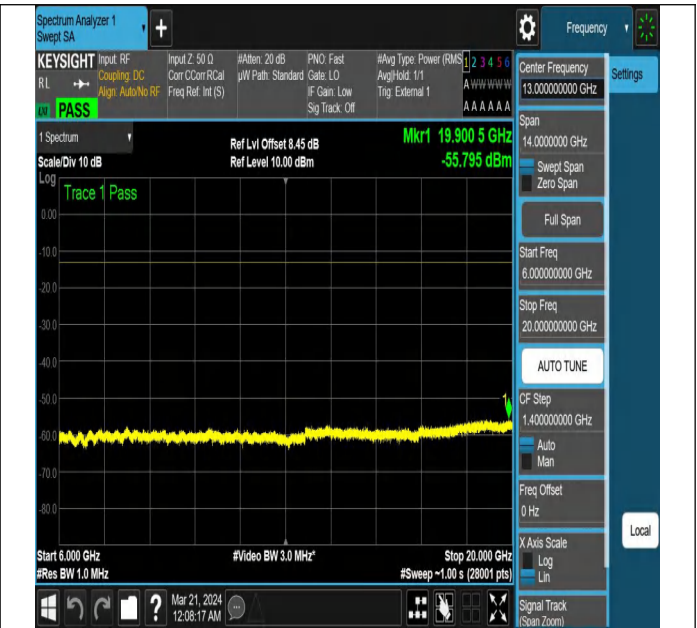 Spectrum Analyzer 1
Swept SA
+
Frequency
KEYSIGHT
RL
PASS
Input: RF
Coupling: DC
Align: Auto/No RF
Input Z: 50 Ω
Corr CCorr RCal
Freq Ref: Int (S)
#Atten: 20 dB
µW Path: Standard
PNO: Fast
Gate: LO
IF Gain: Low
Sig Track: Off
#Avg Type: Power (RMS
Avg|Hold: 1/1
Trig: External 1
1 2 3 4 5 6
A W W W W W
A A A A A A
Center Frequency
13.000000000 GHz
Settings
Span
14.0000000 GHz
Swept Span
Zero Span
Full Span
Start Freq
6.000000000 GHz
Stop Freq
20.000000000 GHz
AUTO TUNE
CF Step
1.400000000 GHz
Auto
Man
Freq Offset
0 Hz
X Axis Scale
Log
Lin
Signal Track
(Span Zoom)
Local
1 Spectrum
Scale/Div 10 dB
Ref Lvl Offset 8.45 dB
Ref Level 10.00 dBm
Mkr1 19.900 5 GHz
-55.795 dBm
Log
Trace 1 Pass
0.00
-10.0
-20.0
-30.0
-40.0
-50.0
-60.0
-70.0
-80.0
1
Start 6.000 GHz
#Res BW 1.0 MHz
#Video BW 3.0 MHz*
Stop 20.000 GHz
#Sweep ~1.00 s (28001 pts)
?
Mar 21, 2024
12:08:17 AM